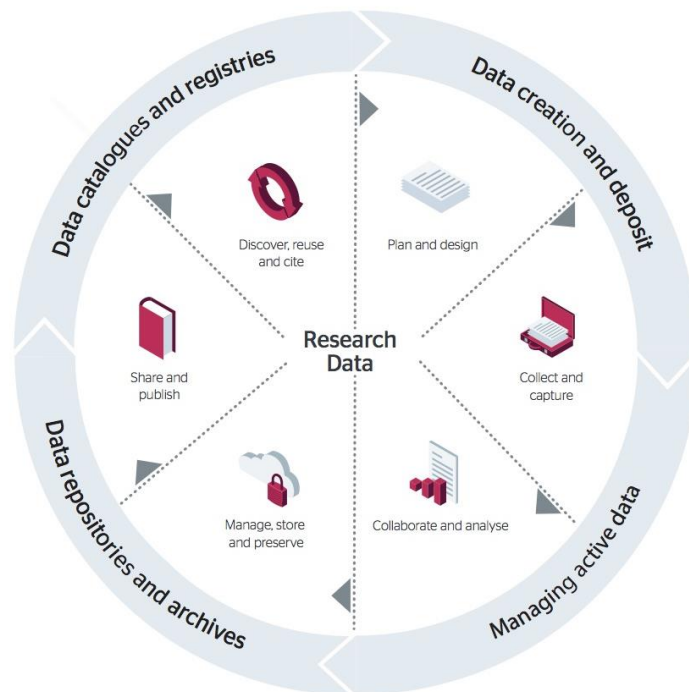 Data catalogues and registries
Data creation and deposit
Discover, reuse
and cite
Plan and design
Research
Data
Share and
publish
Collect and
capture
Manage, store
and preserve
Collaborate and analyse
Data repositories and archives
Managing active data